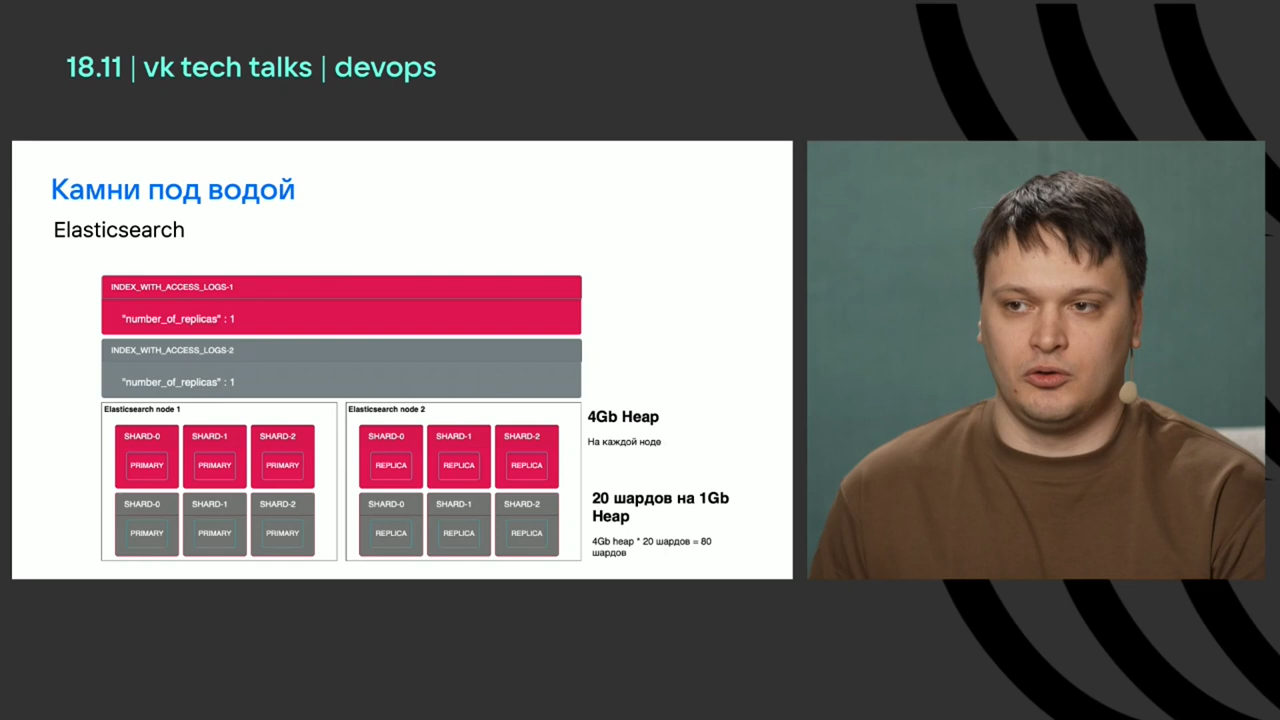 18.11 | vk tech talks | devops
Камни под водой
Elasticsearch
INDEX_WITH_ACCESS_LOGS-1
"number_of_replicas" : 1
INDEX_WITH_ACCESS_LOGS-2
"number_of_replicas" : 1
Elasticsearch node 1
SHARD-0 SHARD-1 SHARD-2
PRIMARY PRIMARY PRIMARY
SHARD-0 SHARD-1 SHARD-2
PRIMARY PRIMARY PRIMARY
Elasticsearch node 2
SHARD-0 SHARD-1 SHARD-2
REPLICA REPLICA REPLICA
SHARD-0 SHARD-1 SHARD-2
REPLICA REPLICA REPLICA
4Gb Heap
На каждой ноде
20 шардов на 1Gb
Heap
4Gb heap * 20 шардов = 80
шардов